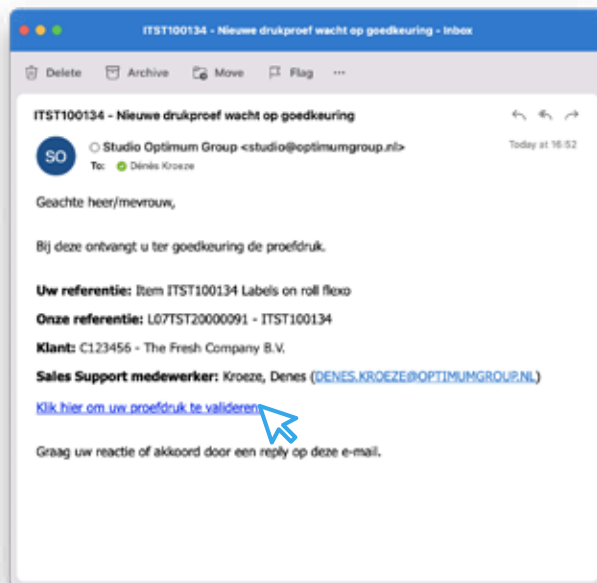 ITST100134 - Nieuwe drukproef wacht op goedkeuring - Inbox
Delete Archive Move Flag ...
ITST100134 - Nieuwe drukproef wacht op goedkeuring
SO
Studio Optimum Group <studio@optimumgroup.nl>
Today at 16:52
To: Dénès Kroeze
Geachte heer/mevrouw,
Bij deze ontvangt u ter goedkeuring de proefdruk.
Uw referentie: Item ITST100134 Labels on roll flexo
Onze referentie: L07TST20000091 - ITST100134
Klant: C123456 - The Fresh Company B.V.
Sales Support medewerker: Kroeze, Denes (DENES.KROEZE@OPTIMUMGROUP.NL)
Klik hier om uw proefdruk te valideren
Graag uw reactie of akkoord door een reply op deze e-mail.